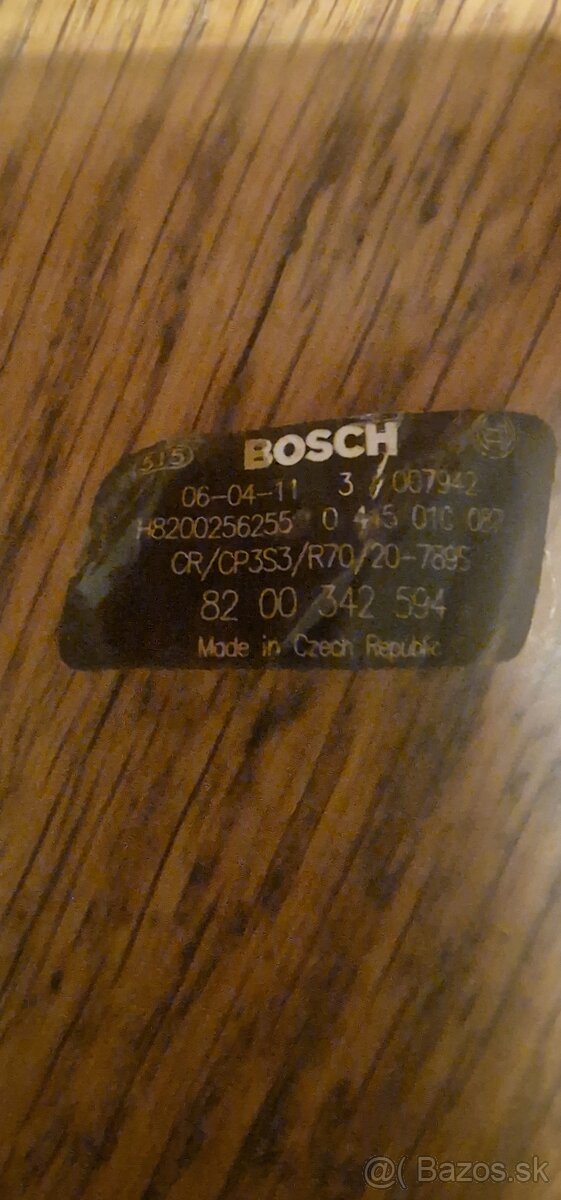 515 BOSCH
06-04-11 3 / 007942
H8200256255 0 445 010 087
CR/CP3S3/R70/20-789S
82 00 342 594
Made in Czech Republic
@( Bazos.sk